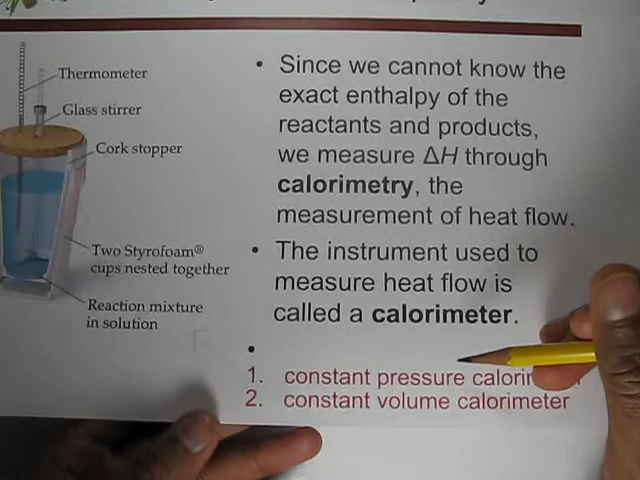 Thermometer
Glass stirrer
Cork stopper
Two Styrofoam®
cups nested together
Reaction mixture
in solution
• Since we cannot know the
exact enthalpy of the
reactants and products,
we measure ΔH through
calorimetry, the
measurement of heat flow.
• The instrument used to
measure heat flow is
called a calorimeter.
•
1. constant pressure
2. constant volume calorimeter